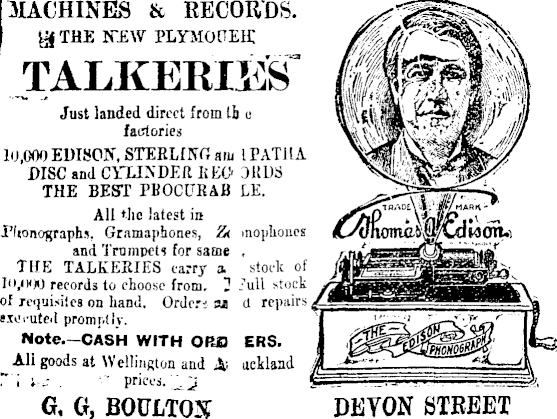 MACHINES & RECORDS.
THE NEW PLYMOUTH
TALKERIES
Just landed direct from the
factories
10,000 EDISON, STERLING and PATHA
DISC and CYLINDER RECORDS
THE BEST PROCURABLE.
All the latest in
Phonographs, Gramaphones, Zonophones
and Trumpets for same.
THE TALKERIES carry a stock of
10,000 records to choose from. Full stock
of requisites on hand. Orders and repairs
executed promptly.
Note.—CASH WITH ORDERS.
All goods at Wellington and Auckland
prices.
G. G, BOULTON
TRADE MARK
Thomas A Edison
THE EDISON PHONOGRAPH
DEVON STREET